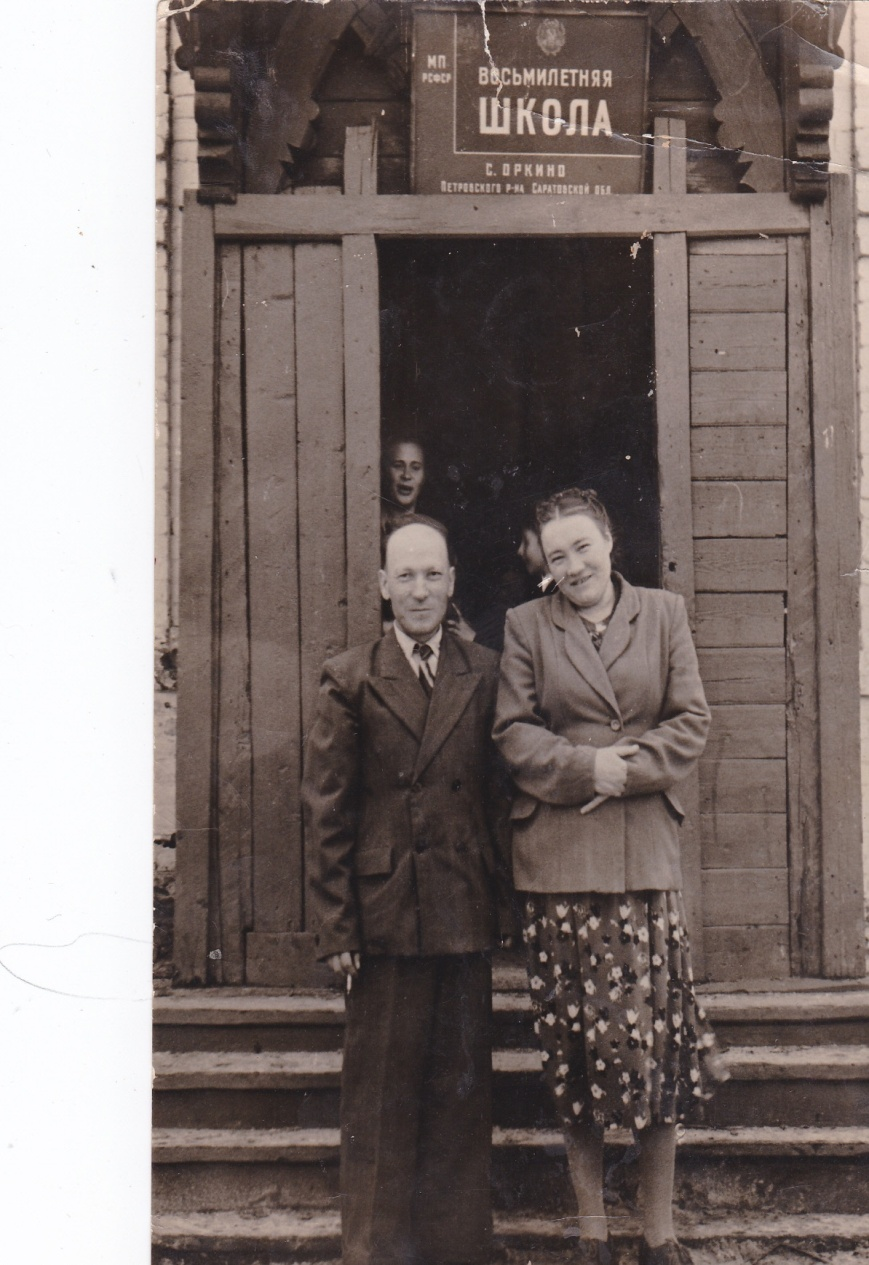 МП
РСФСР
ВОСЬМИЛЕТНЯЯ
ШКОЛА
С. ОРКИНО
ПЕТРОВСКОГО Р-НА САРАТОВСКОЙ ОБЛ